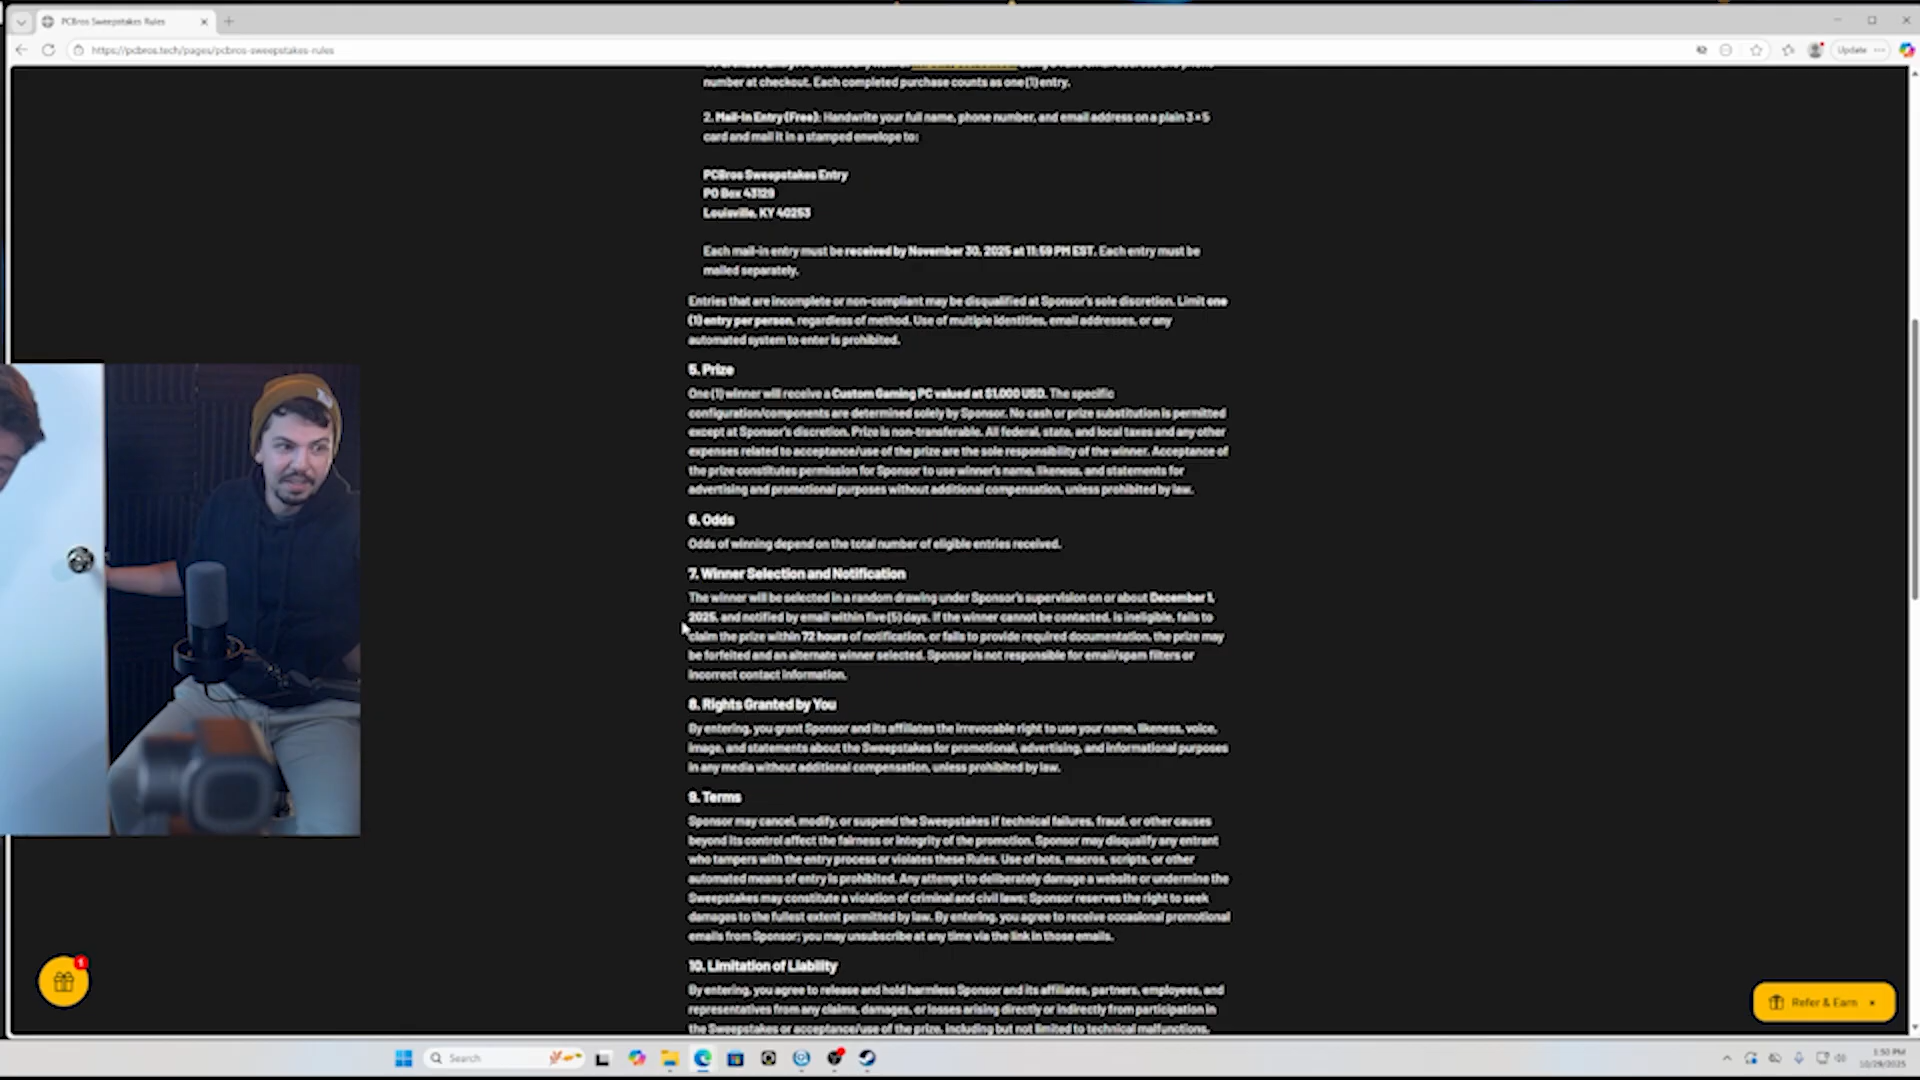 PCBros Sweepstakes Rules
https://pcbros.tech/pages/pcbros-sweepstakes-rules
Update
number at checkout. Each completed purchase counts as one (1) entry.
2. Mail-In Entry (Free): Handwrite your full name, phone number, and email address on a plain 3×5
card and mail it in a stamped envelope to:
PCBros Sweepstakes Entry
PO Box 43129
Louisville, KY 40253
Each mail-in entry must be received by November 30, 2025 at 11:59 PM EST. Each entry must be
mailed separately.
Entries that are incomplete or non-compliant may be disqualified at Sponsor's sole discretion. Limit one
(1) entry per person, regardless of method. Use of multiple identities, email addresses, or any
automated system to enter is prohibited.
5. Prize
One (1) winner will receive a Custom Gaming PC valued at $1,000 USD. The specific
configuration/components are determined solely by Sponsor. No cash or prize substitution is permitted
except at Sponsor's discretion. Prize is non-transferable. All federal, state, and local taxes and any other
expenses related to acceptance/use of the prize are the sole responsibility of the winner. Acceptance of
the prize constitutes permission for Sponsor to use winner's name, likeness, and statements for
advertising and promotional purposes without additional compensation, unless prohibited by law.
6. Odds
Odds of winning depend on the total number of eligible entries received.
7. Winner Selection and Notification
The winner will be selected in a random drawing under Sponsor's supervision on or about December 1,
2025, and notified by email within five (5) days. If the winner cannot be contacted, is ineligible, fails to
claim the prize within 72 hours of notification, or fails to provide required documentation, the prize may
be forfeited and an alternate winner selected. Sponsor is not responsible for email/spam filters or
incorrect contact information.
8. Rights Granted by You
By entering, you grant Sponsor and its affiliates the irrevocable right to use your name, likeness, voice,
image, and statements about the Sweepstakes for promotional, advertising, and informational purposes
in any media without additional compensation, unless prohibited by law.
9. Terms
Sponsor may cancel, modify, or suspend the Sweepstakes if technical failures, fraud, or other causes
beyond its control affect the fairness or integrity of the promotion. Sponsor may disqualify any entrant
who tampers with the entry process or violates these Rules. Use of bots, macros, scripts, or other
automated means of entry is prohibited. Any attempt to deliberately damage a website or undermine the
Sweepstakes may constitute a violation of criminal and civil laws; Sponsor reserves the right to seek
damages to the fullest extent permitted by law. By entering, you agree to receive occasional promotional
emails from Sponsor; you may unsubscribe at any time via the link in those emails.
10. Limitation of Liability
By entering, you agree to release and hold harmless Sponsor and its affiliates, partners, employees, and
representatives from any claims, damages, or losses arising directly or indirectly from participation in
the Sweepstakes or acceptance/use of the prize, including but not limited to technical malfunctions,
1
Refer & Earn
Search
1:50 PM
10/29/2025